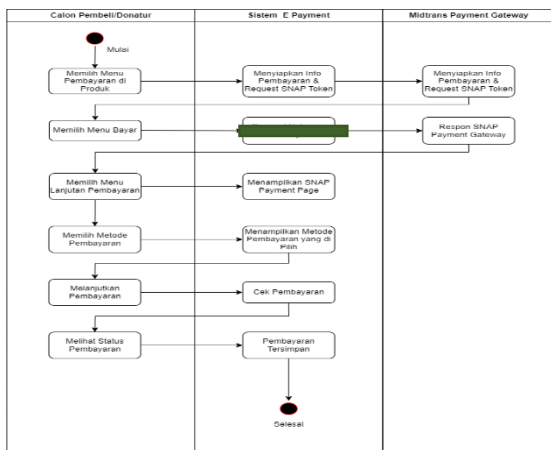 Calon Pembeli/Donatur
Sistem E Payment
Midtrans Payment Gateway
Mulai
Memilih Menu
Pembayaran di
Produk
Menyiapkan Info
Pembayaran &
Request SNAP Token
Menyiapkan Info
Pembayaran &
Request SNAP Token
Memilih Menu Bayar
Respon SNAP
Payment Gateway
Memilih Menu
Lanjutan Pembayaran
Menampilkan SNAP
Payment Page
Memilih Metode
Pembayaran
Menampilkan Metode
Pembayaran yang di
Pilih
Melanjutkan
Pembayaran
Cek Pembayaran
Melihat Status
Pembayaran
Pembayaran
Tersimpan
Selesai